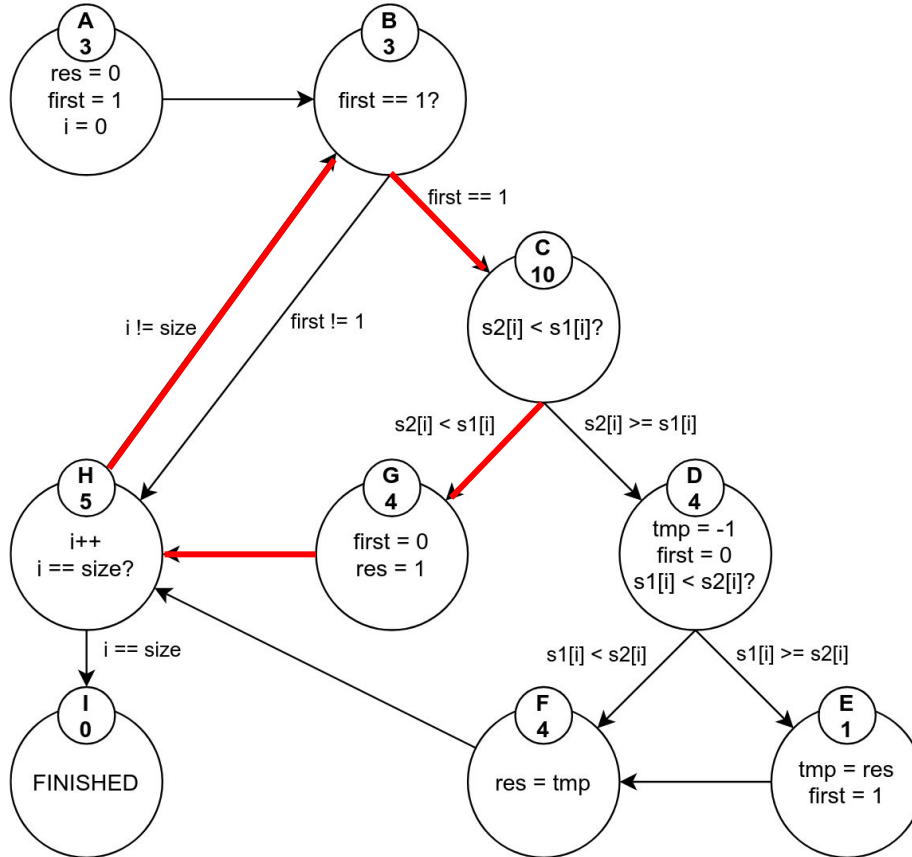 A
3
res = 0
first = 1
i = 0
B
3
first == 1?
first == 1
C
10
s2[i] < s1[i]?
i != size
first != 1
s2[i] < s1[i]
s2[i] >= s1[i]
H
5
i++
i == size?
G
4
first = 0
res = 1
D
4
tmp = -1
first = 0
s1[i] < s2[i]?
i == size
s1[i] < s2[i]
s1[i] >= s2[i]
I
0
FINISHED
F
4
res = tmp
E
1
tmp = res
first = 1